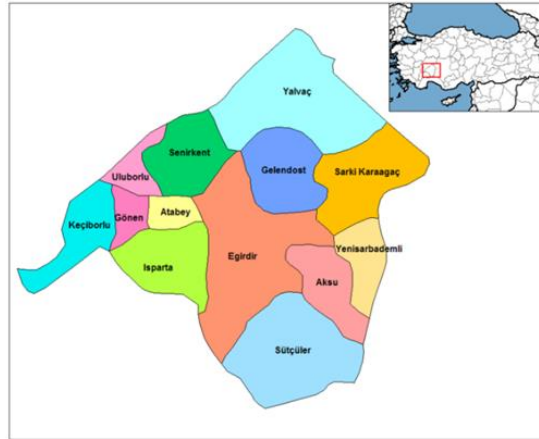 Yalvaç
Senirkent
Gelendost
Sarki Karaagaç
Uluborlu
Keçiborlu
Gönen
Atabey
Yenisarbademli
Egirdir
Isparta
Aksu
Sütçüler